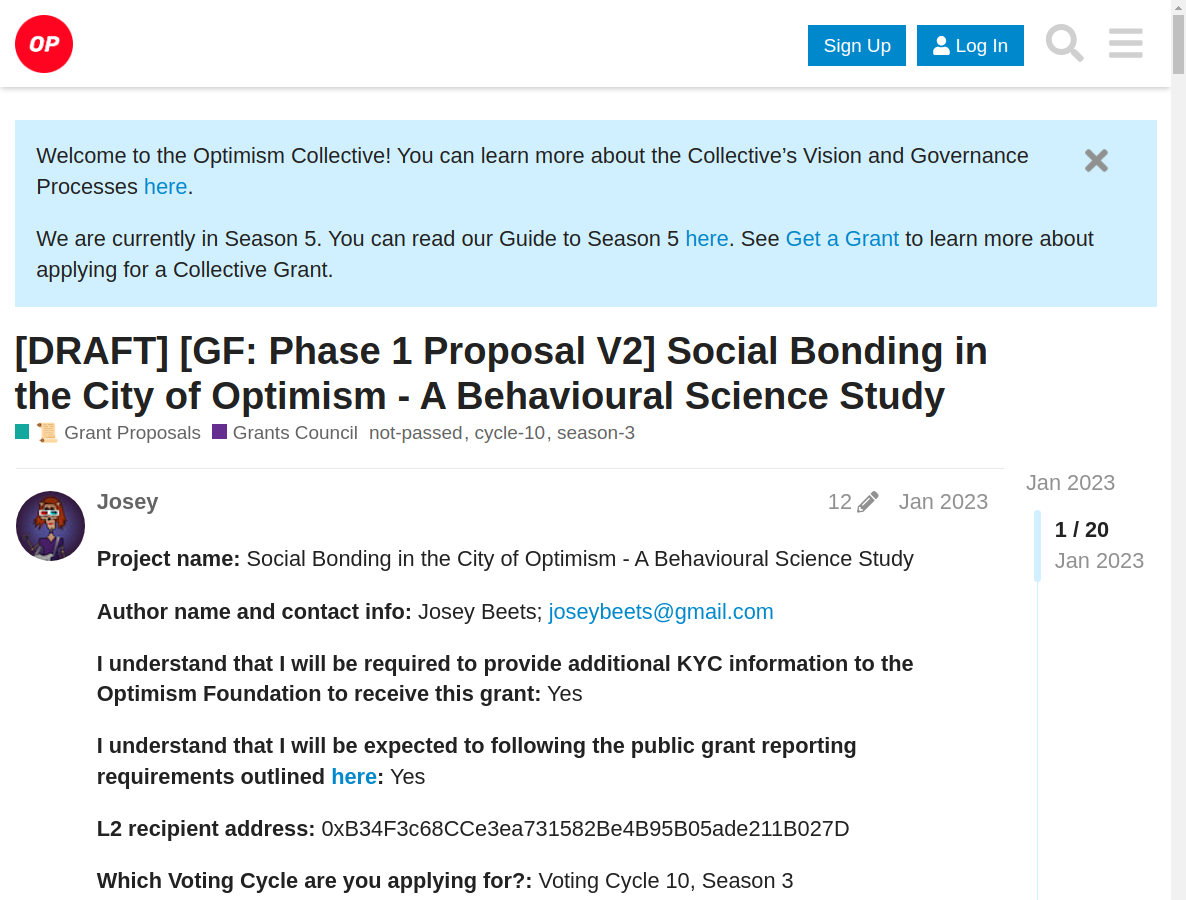 OP
Sign Up
Log In
Welcome to the Optimism Collective! You can learn more about the Collective’s Vision and Governance
Processes here.
We are currently in Season 5. You can read our Guide to Season 5 here. See Get a Grant to learn more about
applying for a Collective Grant.
[DRAFT] [GF: Phase 1 Proposal V2] Social Bonding in
the City of Optimism - A Behavioural Science Study
Grant Proposals Grants Council not-passed, cycle-10, season-3
Josey 12 Jan 2023
Project name: Social Bonding in the City of Optimism - A Behavioural Science Study
Author name and contact info: Josey Beets; joseybeets@gmail.com
I understand that I will be required to provide additional KYC information to the
Optimism Foundation to receive this grant: Yes
I understand that I will be expected to following the public grant reporting
requirements outlined here: Yes
L2 recipient address: 0xB34F3c68CCe3ea731582Be4B95B05ade211B027D
Which Voting Cycle are you applying for?: Voting Cycle 10, Season 3
Jan 2023
1 / 20
Jan 2023